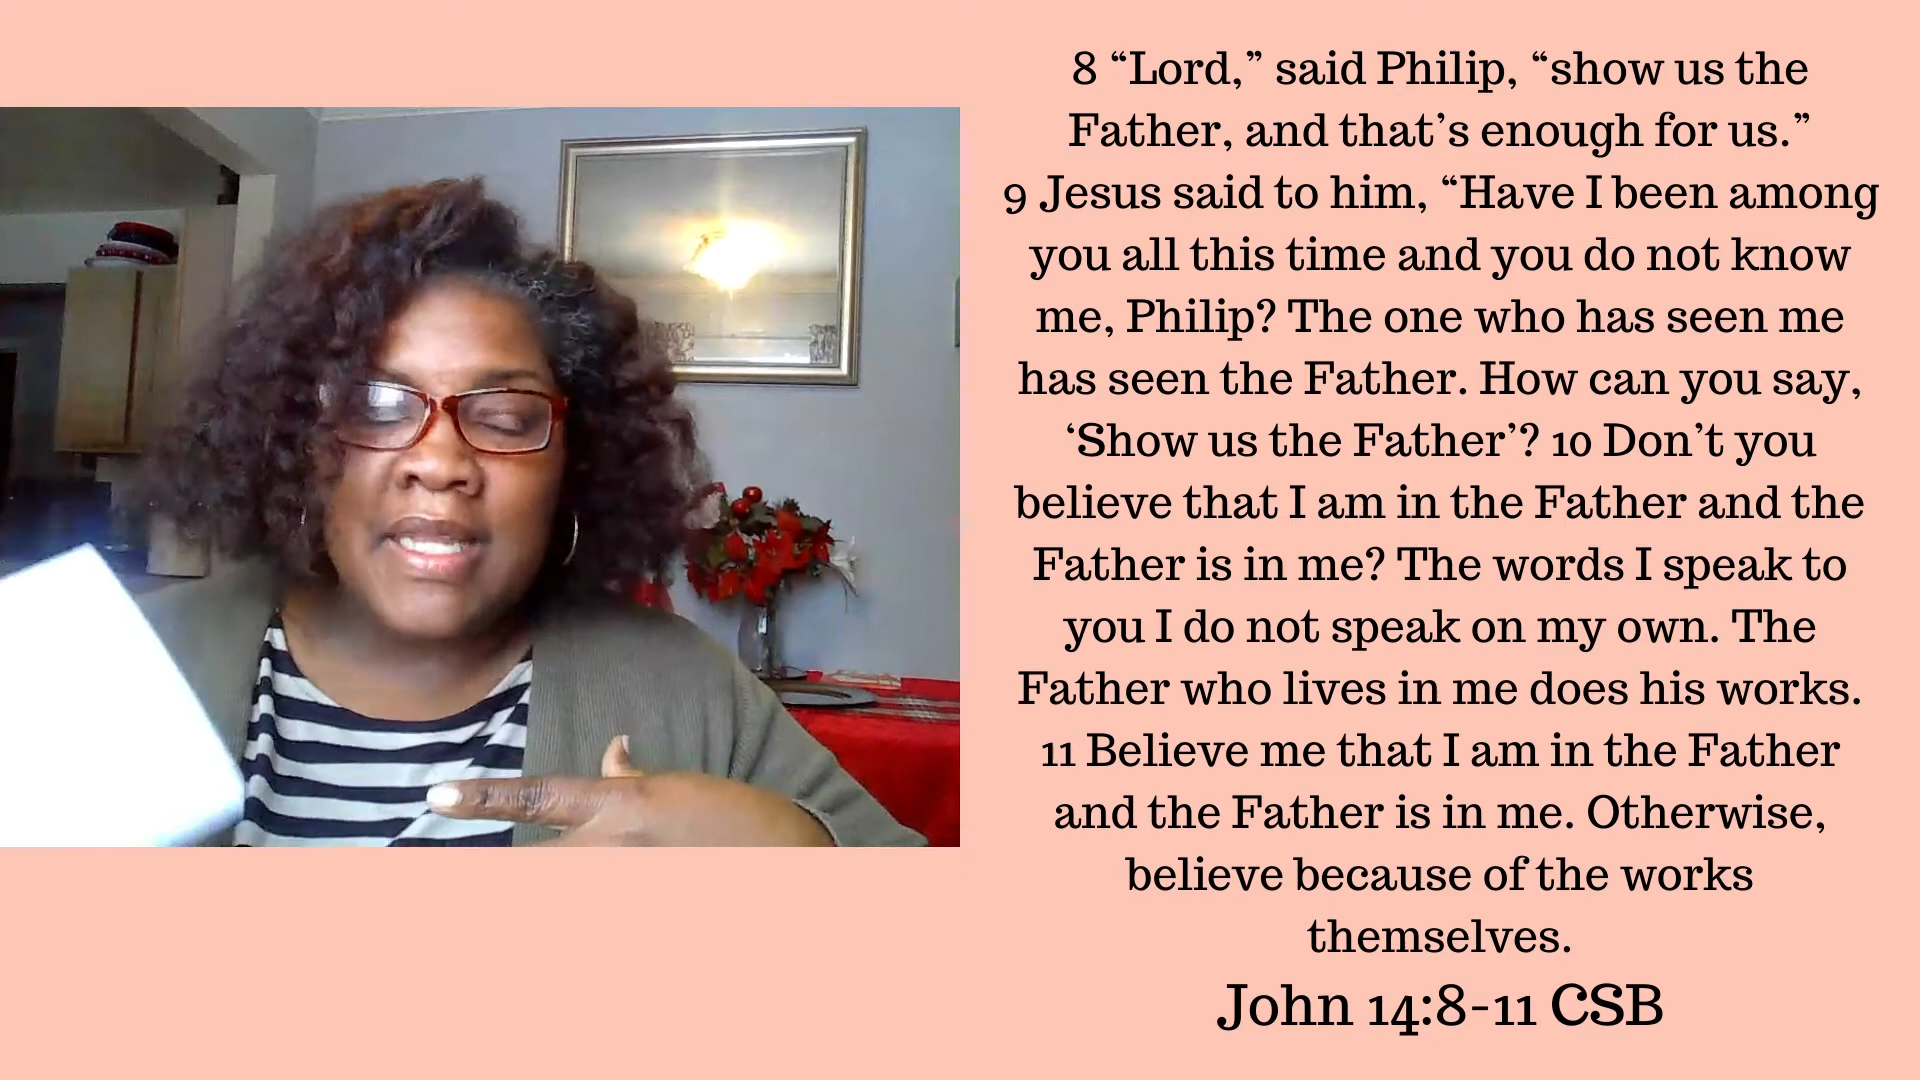 8 “Lord,” said Philip, “show us the
Father, and that’s enough for us.”
9 Jesus said to him, “Have I been among
you all this time and you do not know
me, Philip? The one who has seen me
has seen the Father. How can you say,
‘Show us the Father’? 10 Don’t you
believe that I am in the Father and the
Father is in me? The words I speak to
you I do not speak on my own. The
Father who lives in me does his works.
11 Believe me that I am in the Father
and the Father is in me. Otherwise,
believe because of the works
themselves.
John 14:8-11 CSB